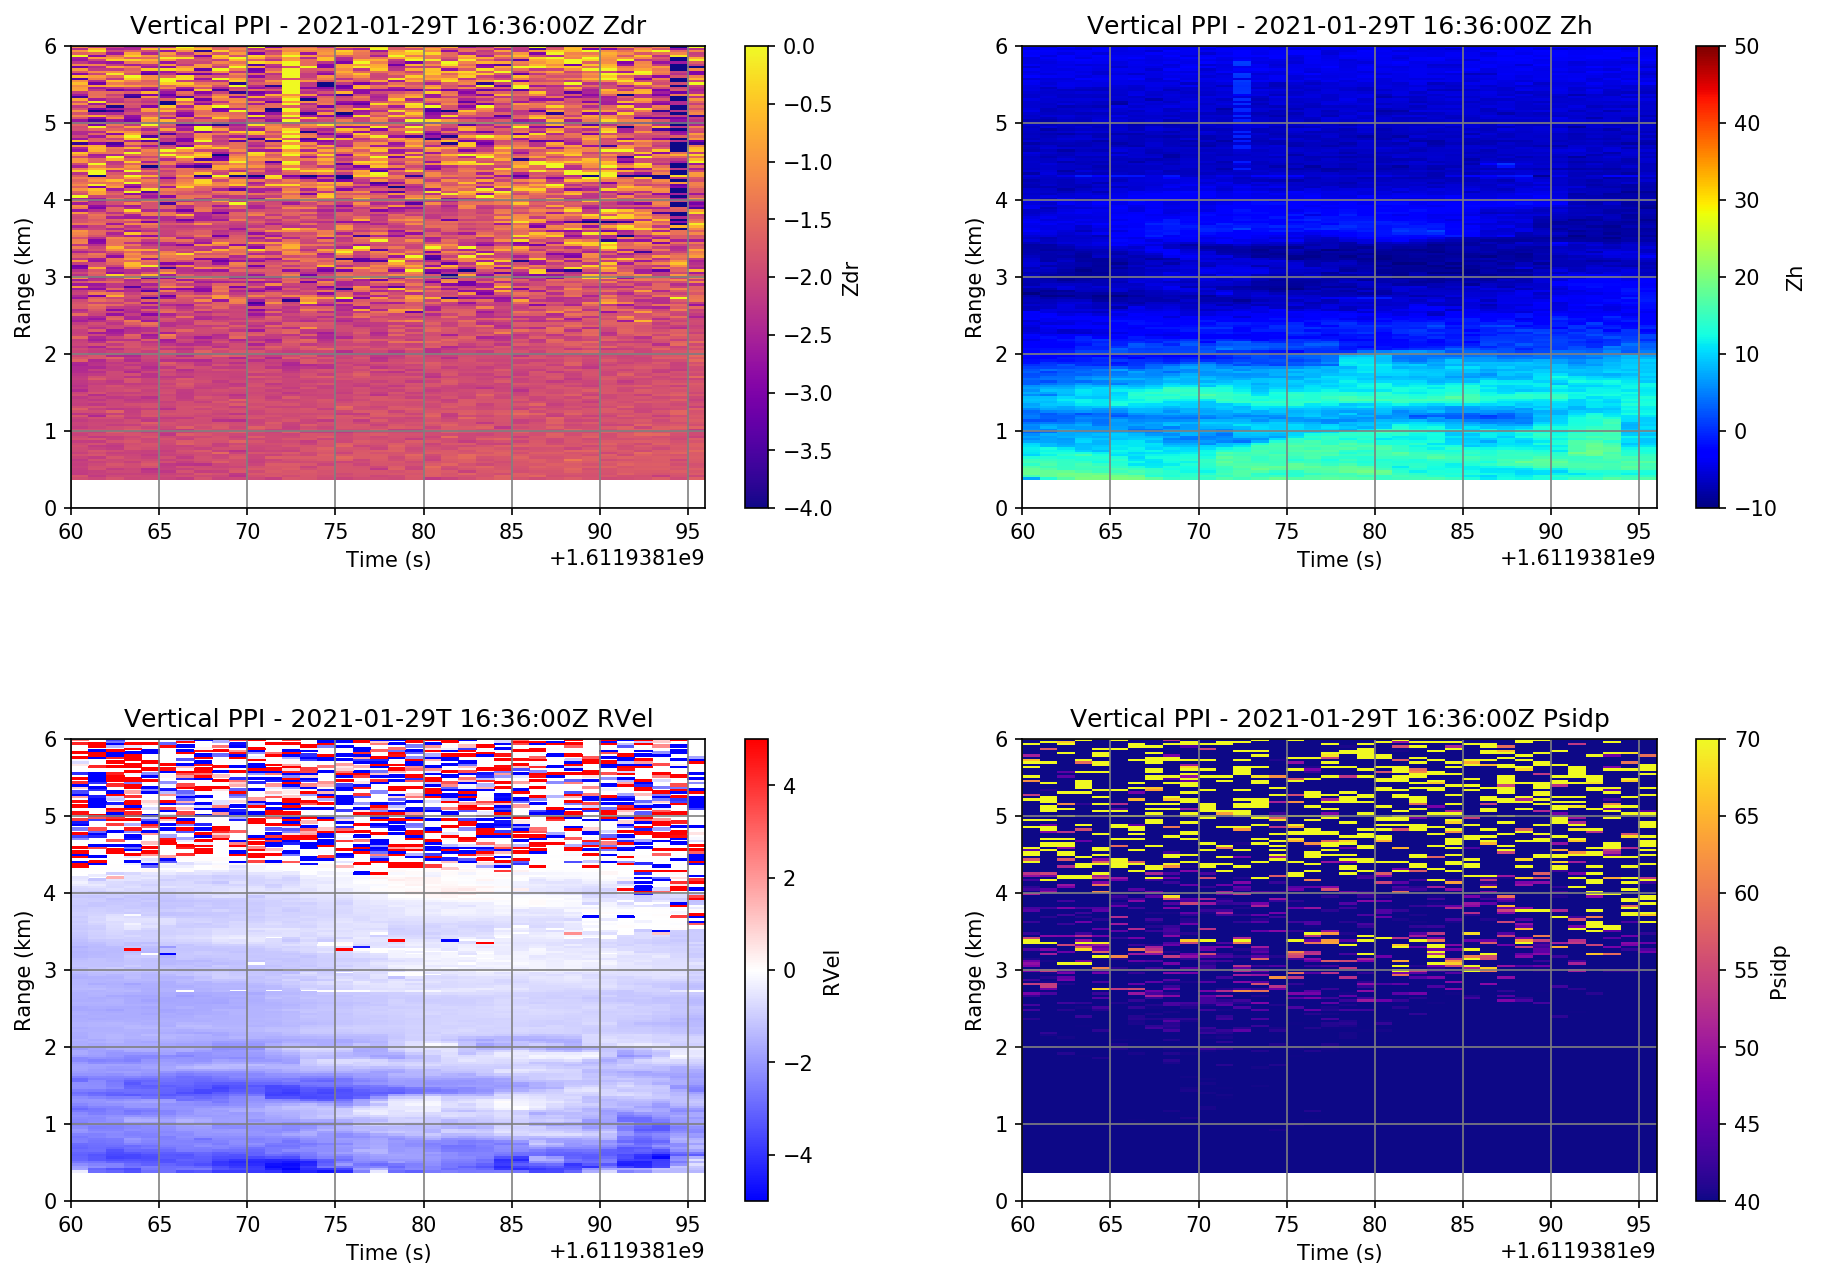 Vertical PPI - 2021-01-29T 16:36:00Z Zdr
6
5
4
3
2
1
0
Range (km)
60 65 70 75 80 85 90 95
Time (s)
+1.6119381e9
0.0
−0.5
−1.0
−1.5
−2.0
−2.5
−3.0
−3.5
−4.0
Zdr
Vertical PPI - 2021-01-29T 16:36:00Z Zh
6
5
4
3
2
1
0
Range (km)
60 65 70 75 80 85 90 95
Time (s)
+1.6119381e9
50
40
30
20
10
0
−10
Zh
Vertical PPI - 2021-01-29T 16:36:00Z RVel
6
5
4
3
2
1
0
Range (km)
60 65 70 75 80 85 90 95
Time (s)
+1.6119381e9
4
2
0
−2
−4
RVel
Vertical PPI - 2021-01-29T 16:36:00Z Psidp
6
5
4
3
2
1
0
Range (km)
60 65 70 75 80 85 90 95
Time (s)
+1.6119381e9
70
65
60
55
50
45
40
Psidp